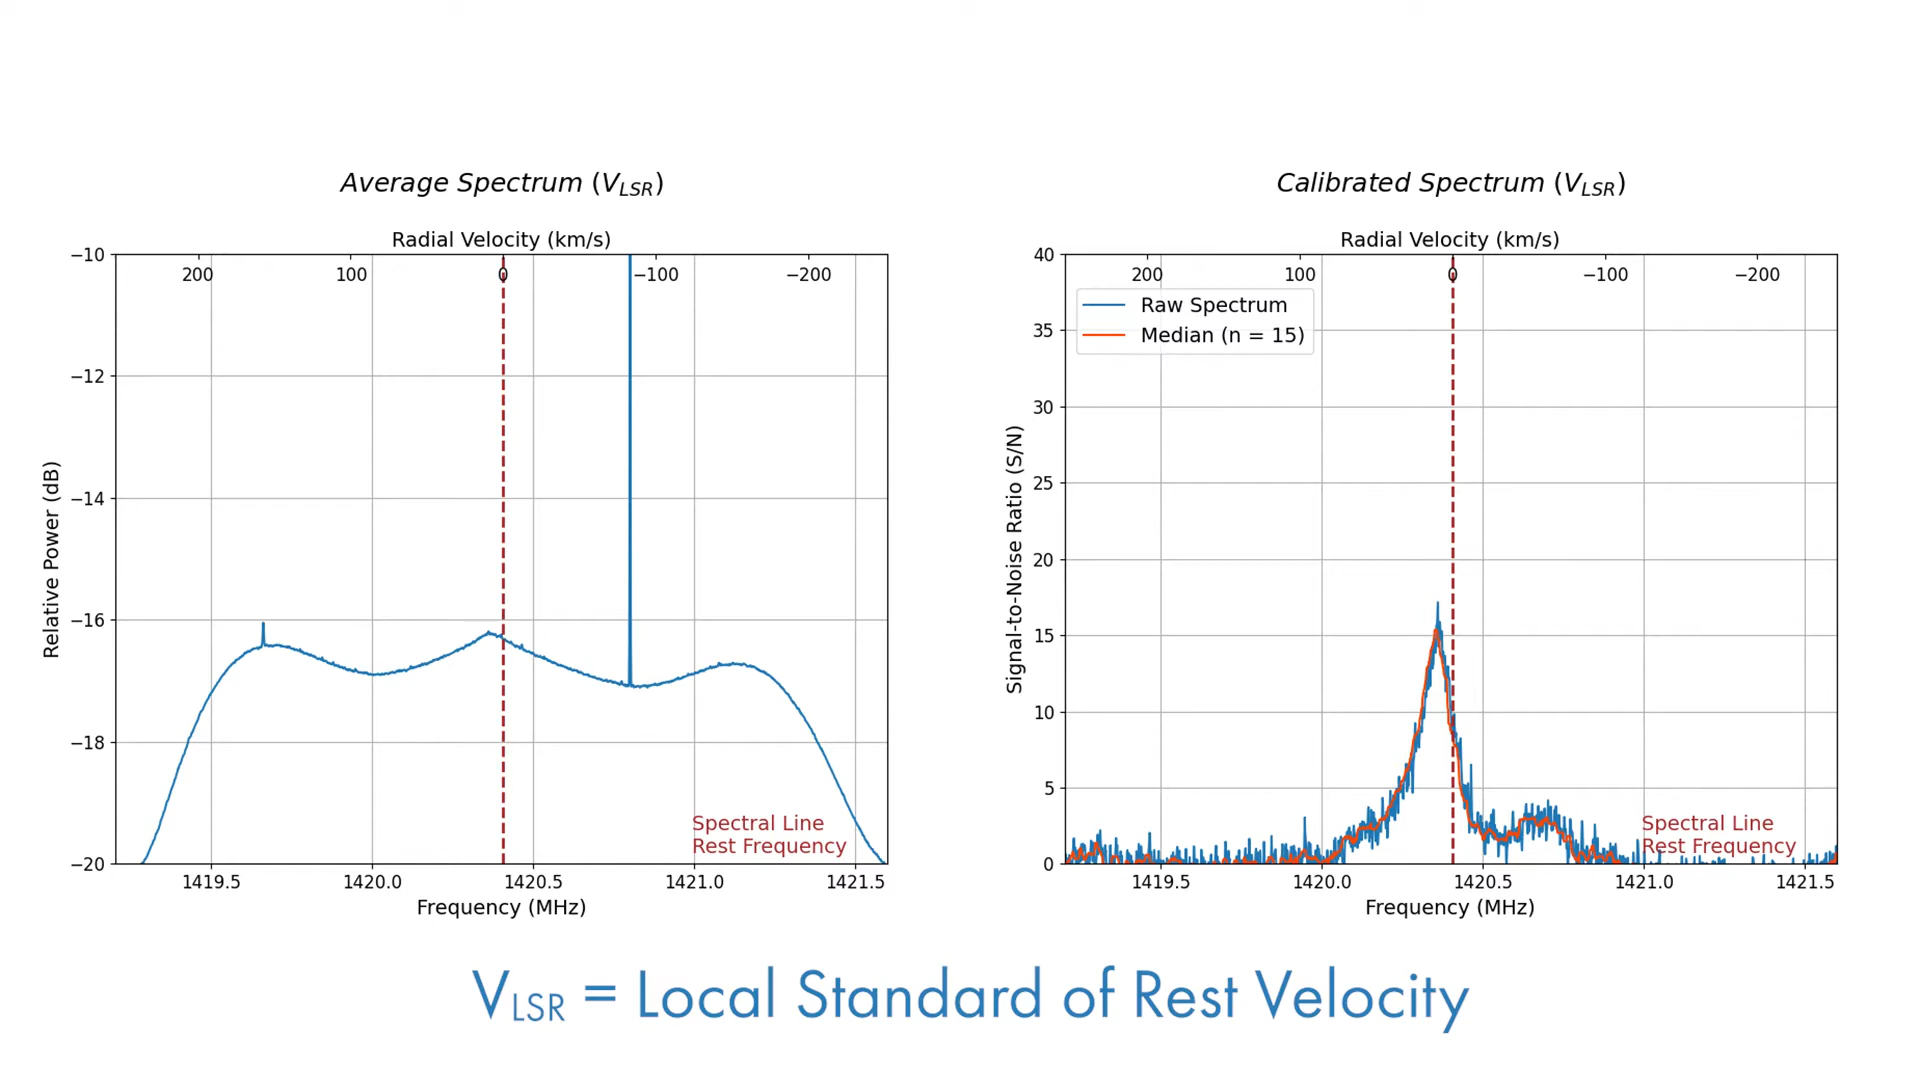 Average Spectrum (VLSR)
Radial Velocity (km/s)
200 100 0 −100 −200
−10
−12
−14
−16
−18
−20
Relative Power (dB)
Spectral Line
Rest Frequency
1419.5 1420.0 1420.5 1421.0 1421.5
Frequency (MHz)
Calibrated Spectrum (VLSR)
Radial Velocity (km/s)
200 100 0 −100 −200
Raw Spectrum
Median (n = 15)
40
35
30
25
20
15
10
5
0
Signal-to-Noise Ratio (S/N)
Spectral Line
Rest Frequency
1419.5 1420.0 1420.5 1421.0 1421.5
Frequency (MHz)
VLSR = Local Standard of Rest Velocity